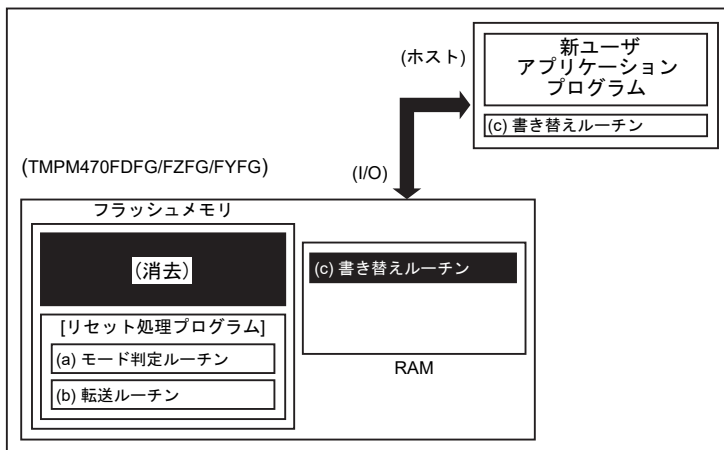 (ホスト)
新ユーザ
アプリケーション
プログラム
(c) 書き替えルーチン
(I/O)
(TMPM470FDFG/FZFG/FYFG)
フラッシュメモリ
(消去)
[リセット処理プログラム]
(a) モード判定ルーチン
(b) 転送ルーチン
(c) 書き替えルーチン
RAM